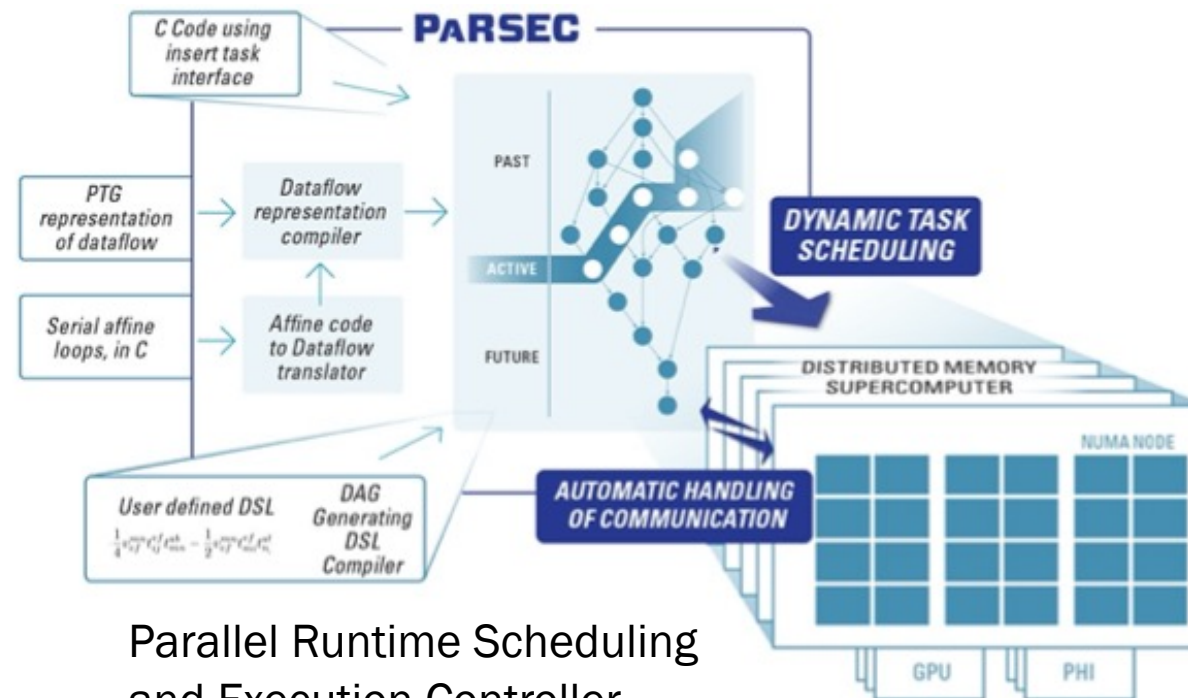 C Code using
insert task
interface
PaRSEC
PTG
representation
of dataflow
Dataflow
representation
compiler
Serial affine
loops, in C
Affine code
to Dataflow
translator
PAST
ACTIVE
FUTURE
DYNAMIC TASK
SCHEDULING
DISTRIBUTED MEMORY
SUPERCOMPUTER
NUMA NODE
AUTOMATIC HANDLING
OF COMMUNICATION
User defined DSL
DAG
Generating
DSL
Compiler
GPU
PHI
Parallel Runtime Scheduling
and Execution Controller